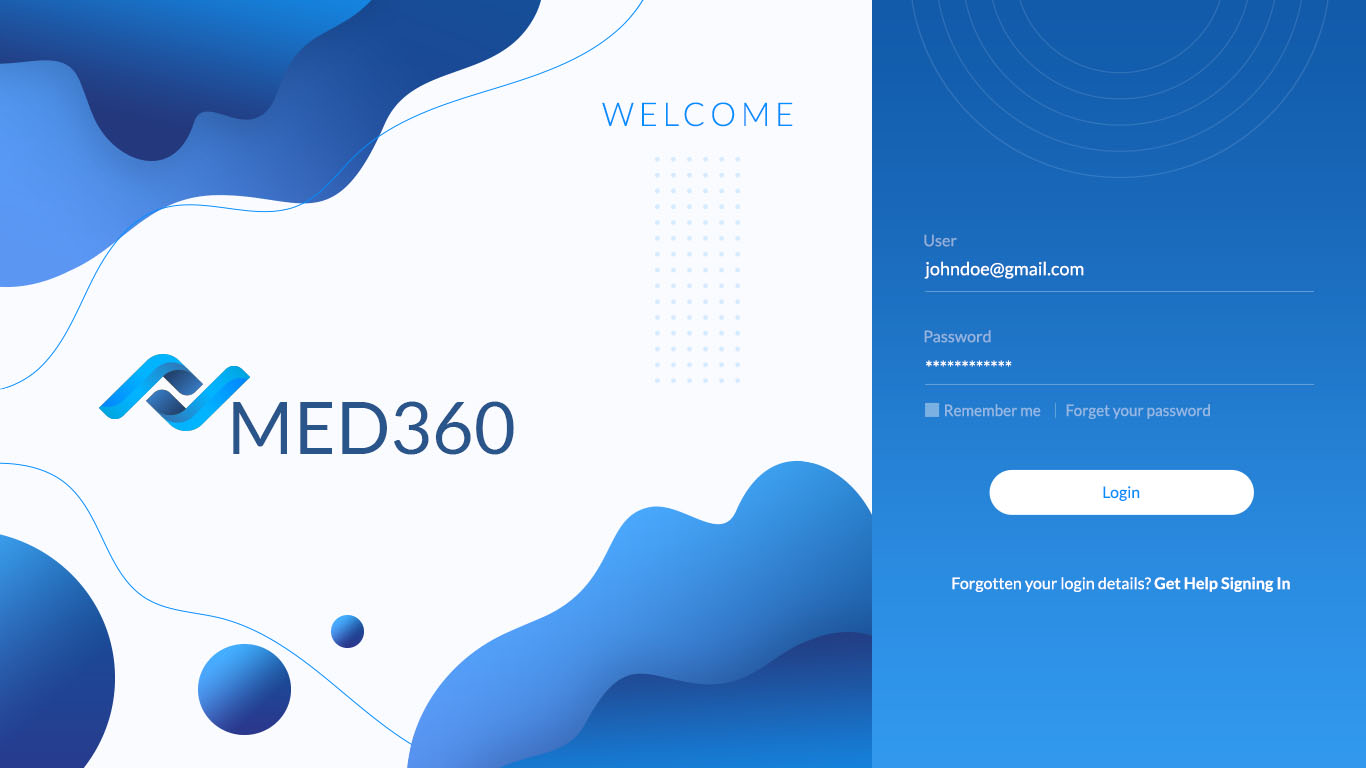 WELCOME
MED360
User
johndoe@gmail.com
Password
************
Remember me | Forget your password
Login
Forgotten your login details? Get Help Signing In